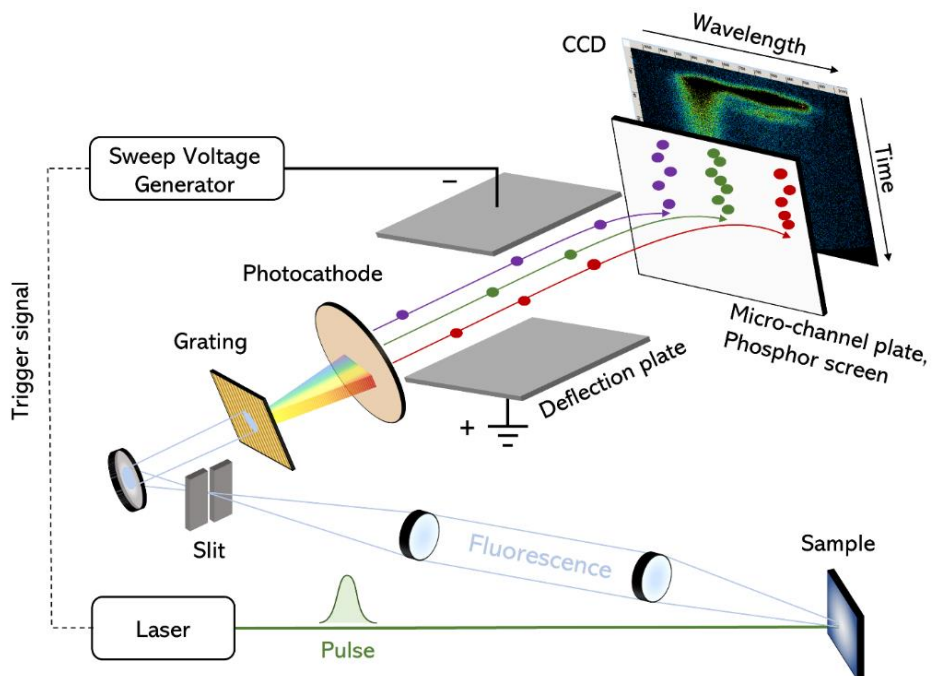 Wavelength
CCD
Time
Sweep Voltage
Generator
−
Photocathode
Micro-channel plate,
Phosphor screen
Grating
Deflection plate
+
Trigger signal
Slit
Fluorescence
Sample
Laser
Pulse